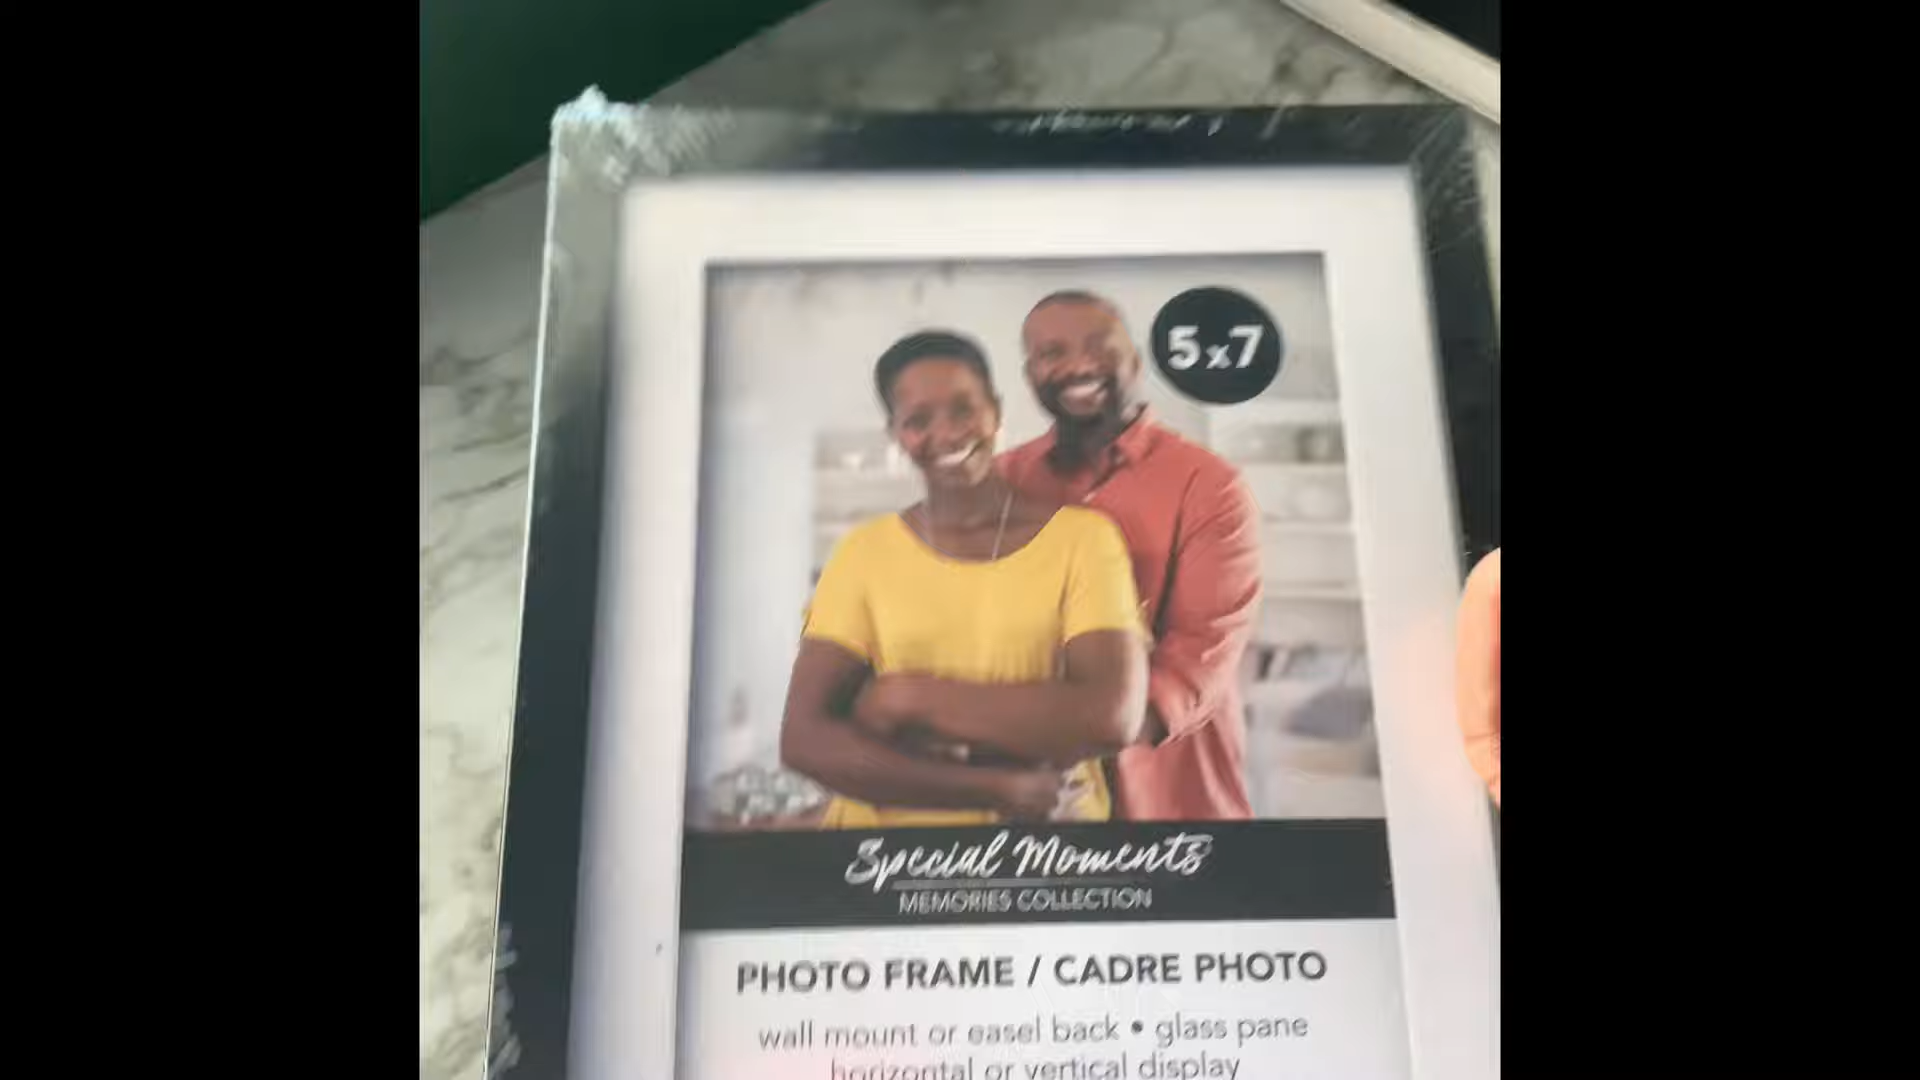 5x7
Special Moments
MEMORIES COLLECTION
PHOTO FRAME / CADRE PHOTO
wall mount or easel back • glass pane
horizontal or vertical display